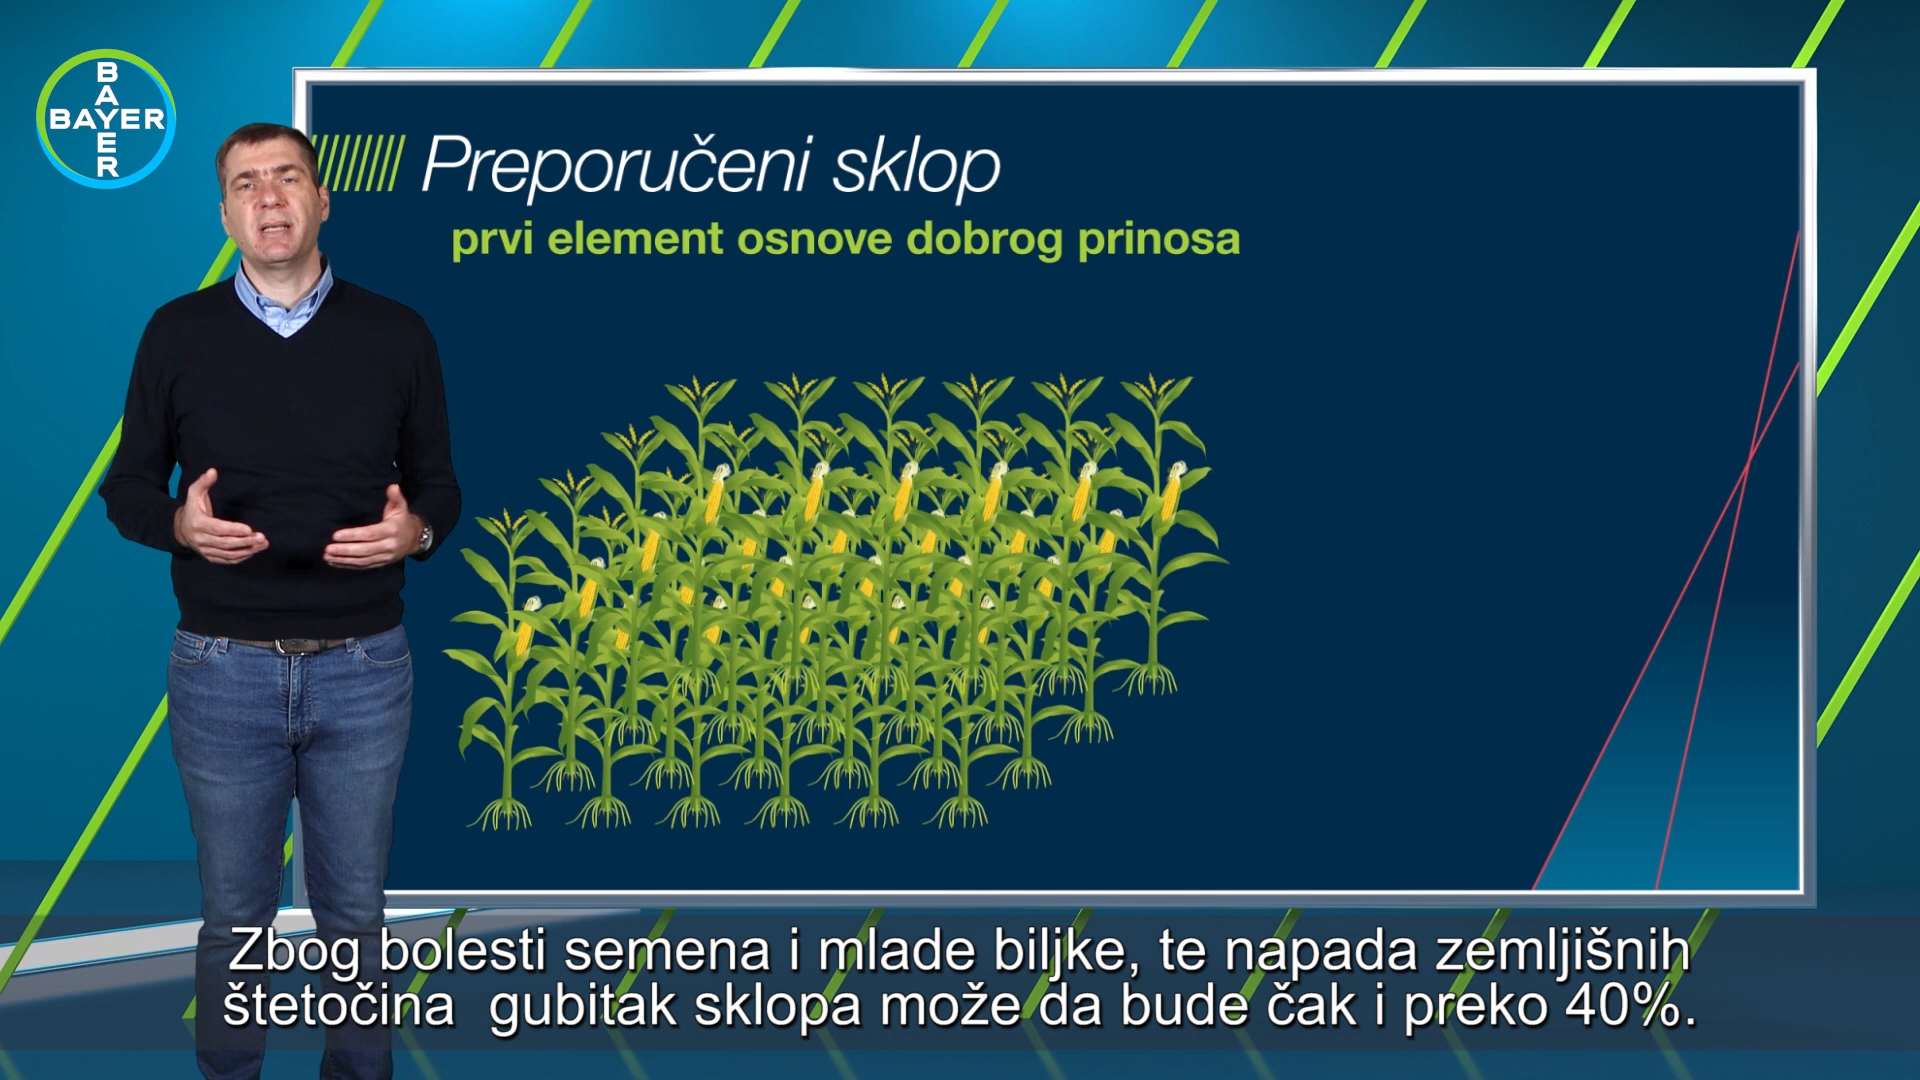 BAYER
BAYER
Preporučeni sklop
prvi element osnove dobrog prinosa
Zbog bolesti semena i mlade biljke, te napada zemljišnih
štetočina  gubitak sklopa može da bude čak i preko 40%.